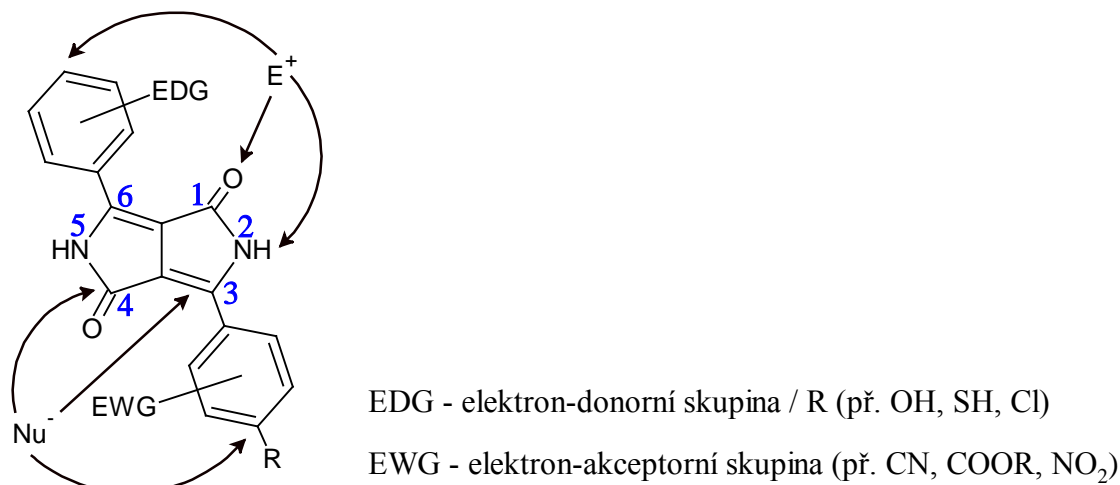 E+
EDG
O
1
6
2
5
HN
NH
4
3
O
EWG
Nu-
R
EDG - elektron-donorní skupina / R (př. OH, SH, Cl)
EWG - elektron-akceptorní skupina (př. CN, COOR, NO2)